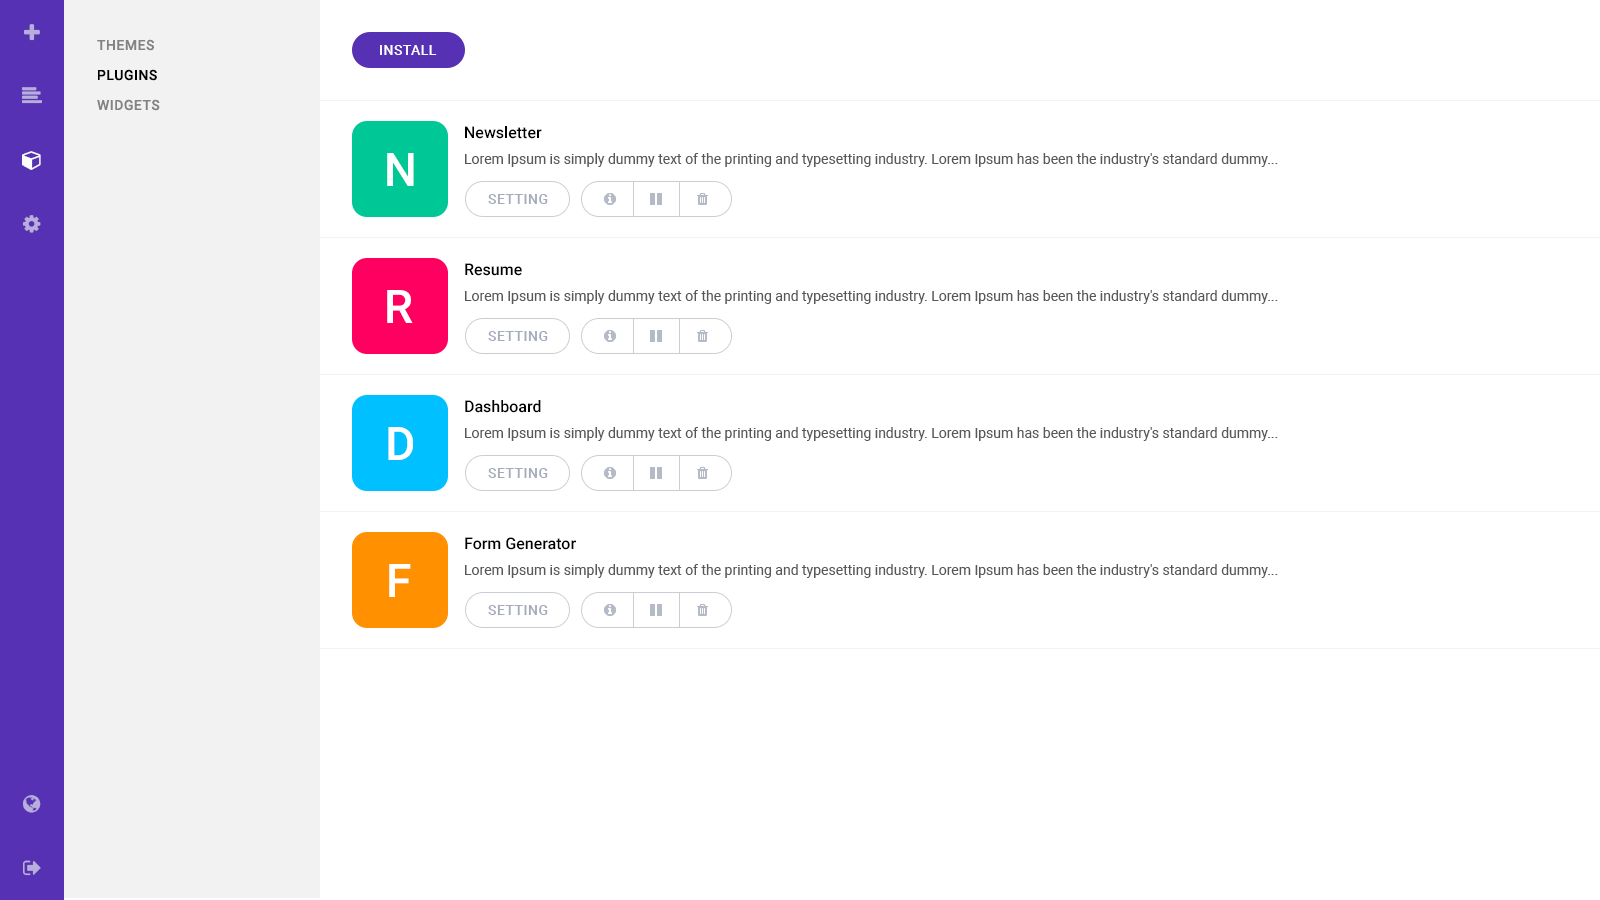 THEMES
PLUGINS
WIDGETS
INSTALL
N
Newsletter
Lorem Ipsum is simply dummy text of the printing and typesetting industry. Lorem Ipsum has been the industry's standard dummy...
SETTING
R
Resume
Lorem Ipsum is simply dummy text of the printing and typesetting industry. Lorem Ipsum has been the industry's standard dummy...
SETTING
D
Dashboard
Lorem Ipsum is simply dummy text of the printing and typesetting industry. Lorem Ipsum has been the industry's standard dummy...
SETTING
F
Form Generator
Lorem Ipsum is simply dummy text of the printing and typesetting industry. Lorem Ipsum has been the industry's standard dummy...
SETTING